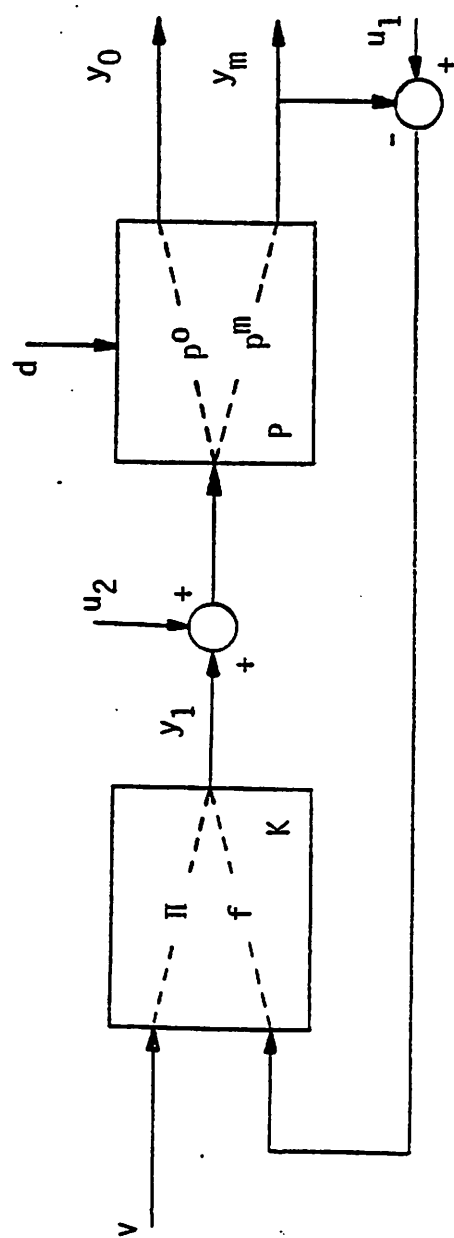 v
Π
f
K
y₁
u₂
+
+
d
P⁰
Pᵐ
P
y₀
yₘ
-
u₁
+